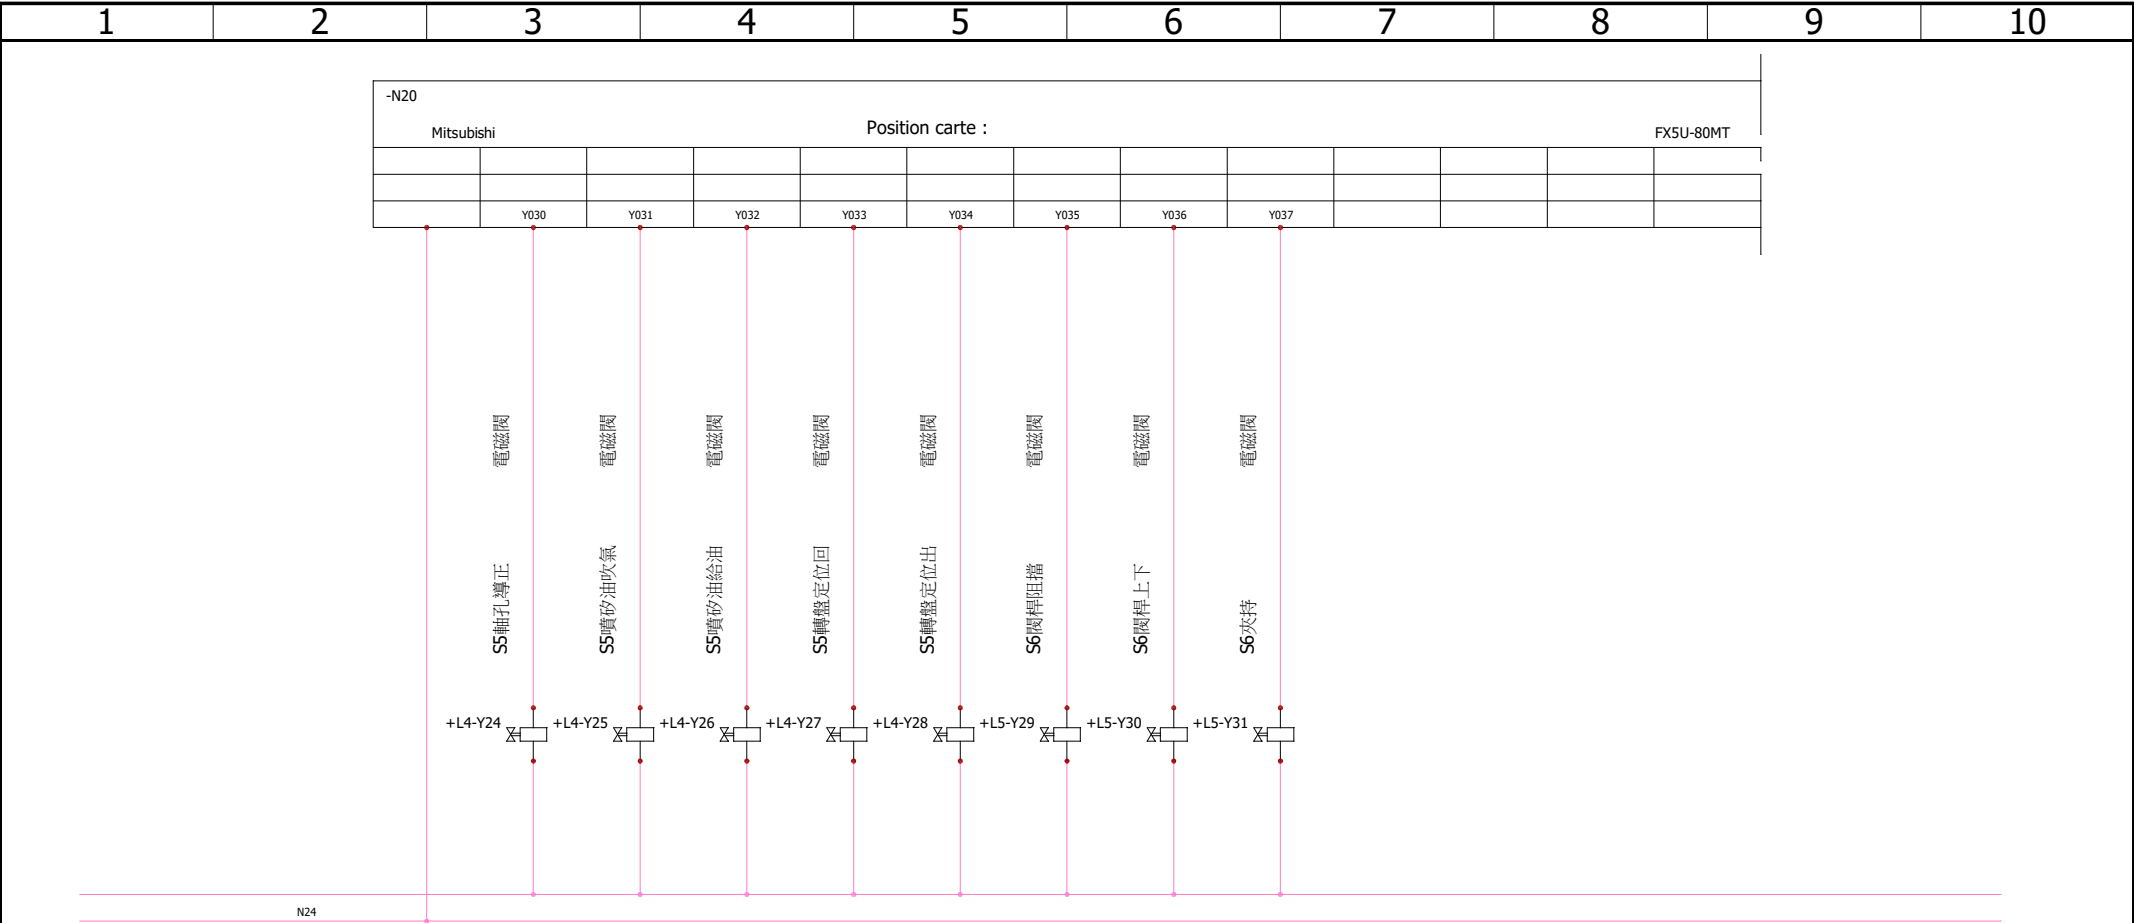 1 2 3 4 5 6 7 8 9 10
-N20
Mitsubishi Position carte : FX5U-80MT
Y030 Y031 Y032 Y033 Y034 Y035 Y036 Y037
電磁閥 電磁閥 電磁閥 電磁閥 電磁閥 電磁閥 電磁閥 電磁閥
S5軸孔導正
S5噴矽油吹氣
S5噴矽油給油
S5轉盤定位回
S5轉盤定位出
S6閥桿阻擋
S6閥桿上下
S6夾持
+L4-Y24 +L4-Y25 +L4-Y26 +L4-Y27 +L4-Y28 +L5-Y29 +L5-Y30 +L5-Y31
N24